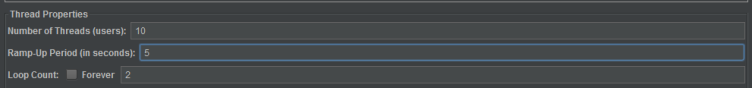 Thread Properties
Number of Threads (users): 10
Ramp-Up Period (in seconds): 5
Loop Count: Forever 2